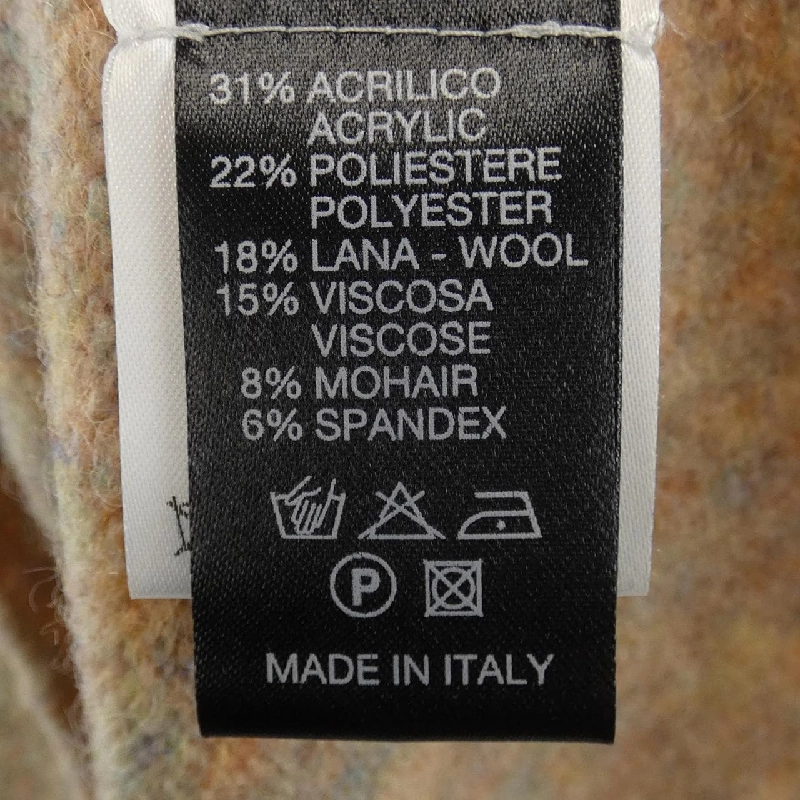 31% ACRILICO
ACRYLIC
22% POLIESTERE
POLYESTER
18% LANA - WOOL
15% VISCOSA
VISCOSE
8% MOHAIR
6% SPANDEX
P
MADE IN ITALY